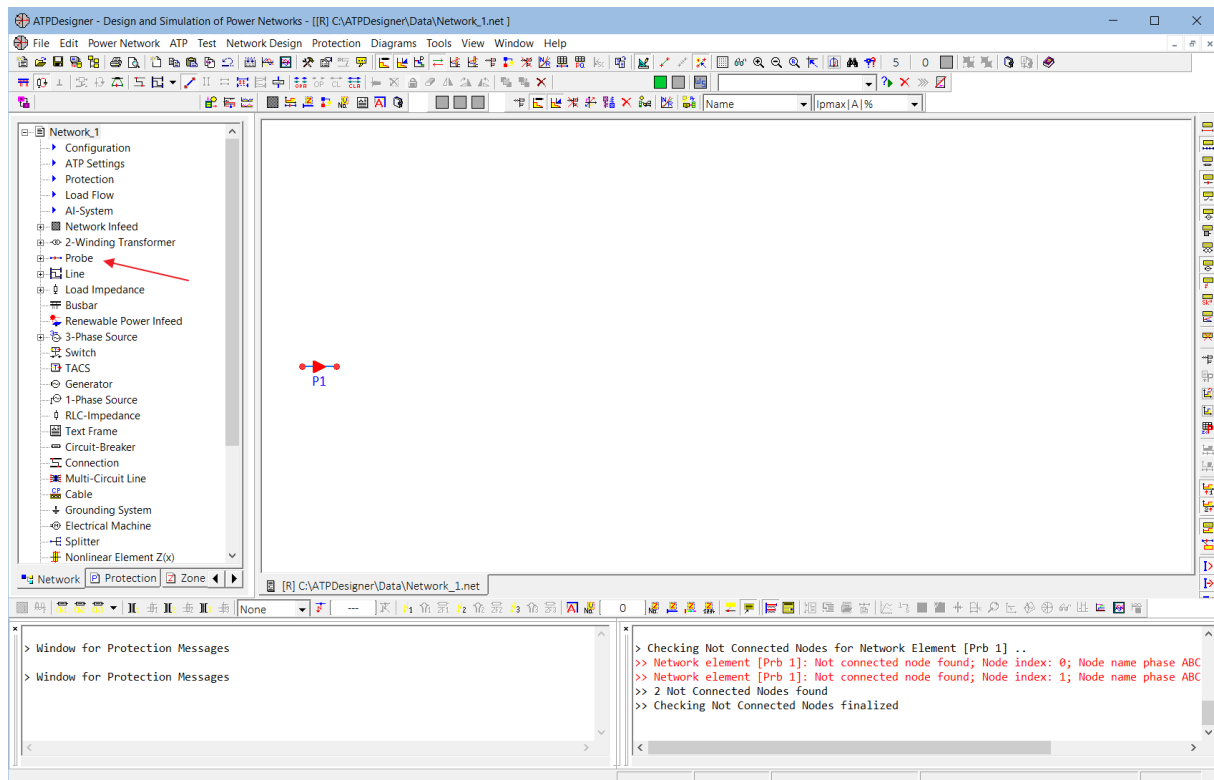 ATPDesigner - Design and Simulation of Power Networks - [[R] C:\ATPDesigner\Data\Network_1.net ]
File Edit Power Network ATP Test Network Design Protection Diagrams Tools View Window Help
5 0
Name Ipmax|A|%
Network_1
Configuration
ATP Settings
Protection
Load Flow
AI-System
Network Infeed
2-Winding Transformer
Probe
Line
Load Impedance
Busbar
Renewable Power Infeed
3-Phase Source
Switch
TACS
Generator
1-Phase Source
RLC-Impedance
Text Frame
Circuit-Breaker
Connection
Multi-Circuit Line
Cable
Grounding System
Electrical Machine
Splitter
Nonlinear Element Z(x)
P1
Network Protection Zone
[R] C:\ATPDesigner\Data\Network_1.net
None --- 0
> Window for Protection Messages
> Window for Protection Messages
> Checking Not Connected Nodes for Network Element [Prb 1] ..
>> Network element [Prb 1]: Not connected node found; Node index: 0; Node name phase ABC
>> Network element [Prb 1]: Not connected node found; Node index: 1; Node name phase ABC
>> 2 Not Connected Nodes found
>> Checking Not Connected Nodes finalized